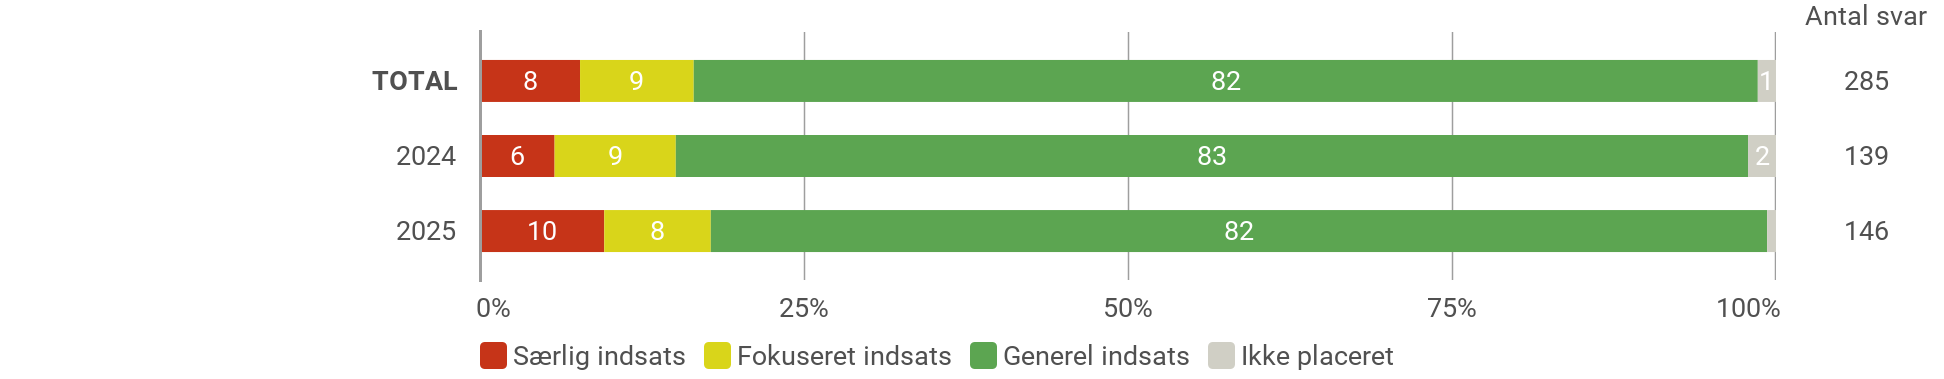 Antal svar
TOTAL 8 9 82 1 285
2024 6 9 83 2 139
2025 10 8 82 146
0% 25% 50% 75% 100%
Særlig indsats Fokuseret indsats Generel indsats Ikke placeret